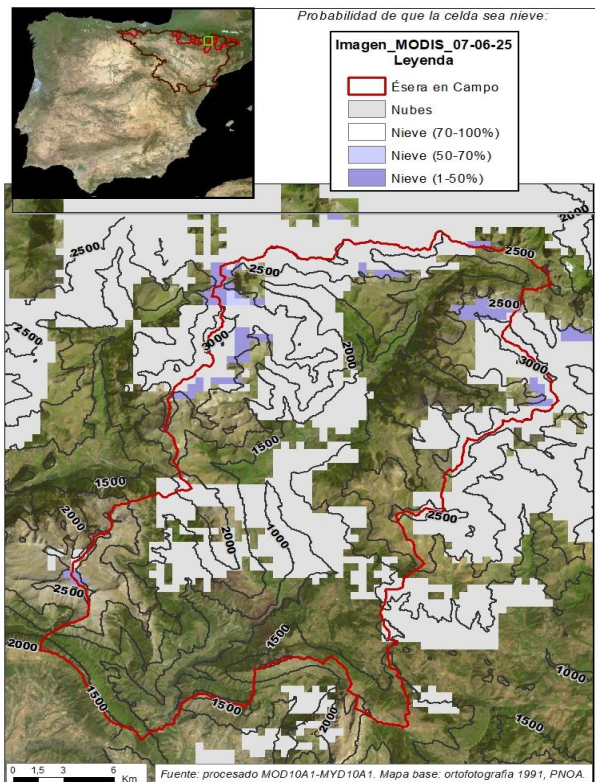 Probabilidad de que la celda sea nieve:
Imagen_MODIS_07-06-25
Leyenda
Ésera en Campo
Nubes
Nieve (70-100%)
Nieve (50-70%)
Nieve (1-50%)
2000
2500
2500
2500
2500
2500
3000
2000
3000
1500
1500
2000
2500
2000
1000
2500
2000
1500
1500
1500
2000
1000
1500
0 1,5 3 6
Km
Fuente: procesado MOD10A1-MYD10A1. Mapa base: orofotografía 1991, PNOA.